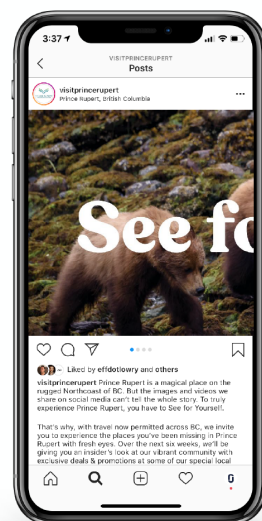 3:37
VISITPRINCERUPERT
Posts
visitprincerupert
Prince Rupert, British Columbia
See fo
Liked by effdotlowry and others
visitprincerupert Prince Rupert is a magical place on the
rugged Northcoast of BC. But the images and videos we
share on social media can't tell the whole story. To truly
experience Prince Rupert, you have to See for Yourself.
That's why, with travel now permitted across BC, we invite
you to experience the places you've been missing in Prince
Rupert with fresh eyes. Over the next six weeks, we'll be
giving you an insider's look at our vibrant community with
exclusive deals & promotions at some of our special local